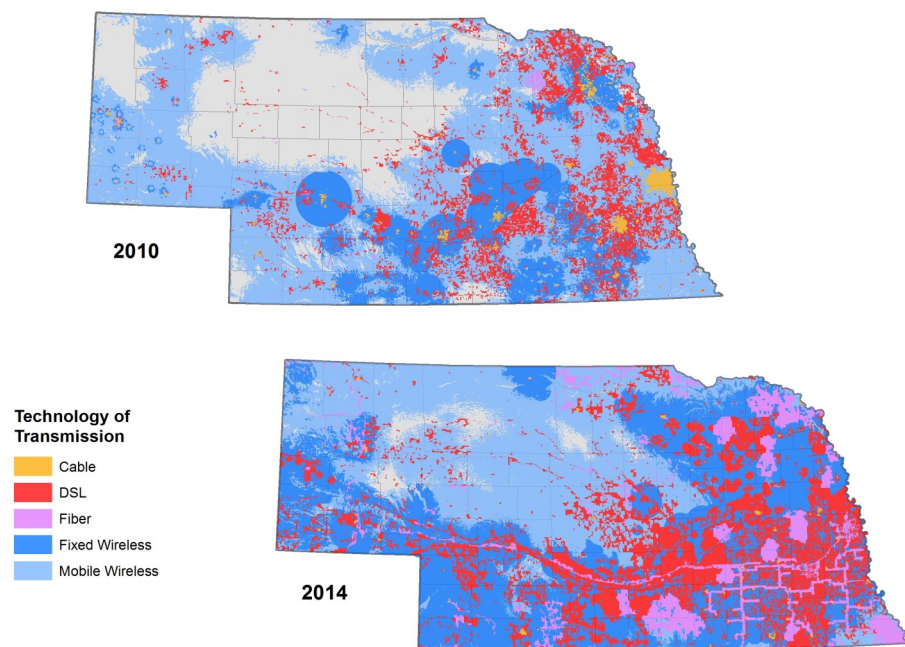 2010
Technology of
Transmission
Cable
DSL
Fiber
Fixed Wireless
Mobile Wireless
2014